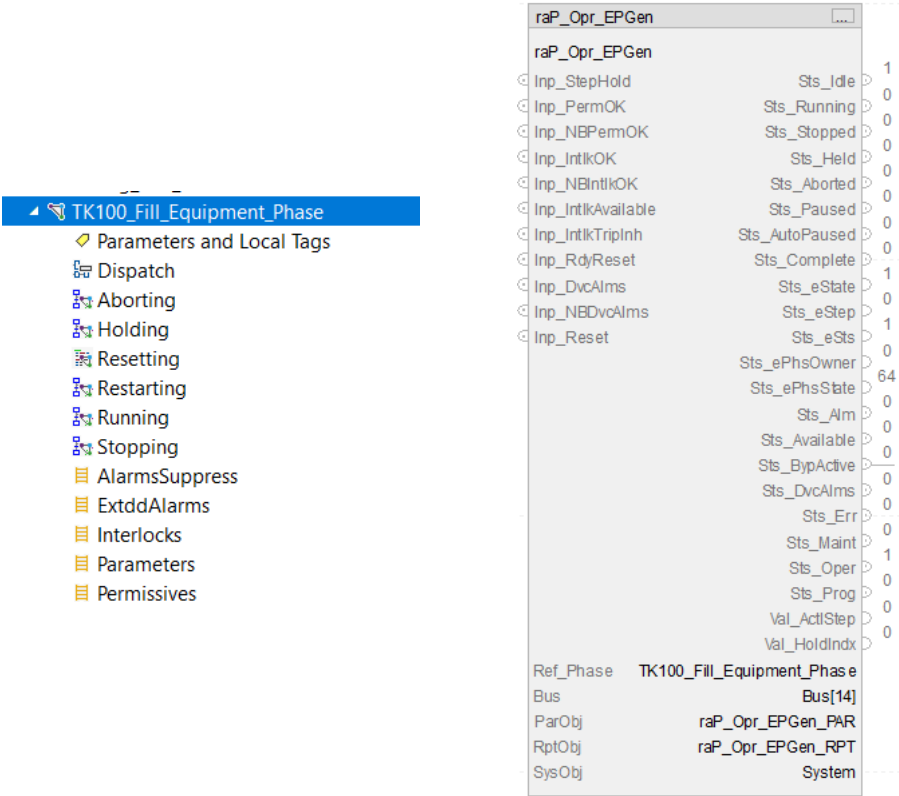 TK100_Fill_Equipment_Phase
Parameters and Local Tags
Dispatch
Aborting
Holding
Resetting
Restarting
Running
Stopping
AlarmsSuppress
ExtddAlarms
Interlocks
Parameters
Permissives
raP_Opr_EPGen ...
raP_Opr_EPGen
Inp_StepHold Sts_Idle 1
Inp_PermOK Sts_Running 0
Inp_NBPermOK Sts_Stopped 0
Inp_IntlkOK Sts_Held 0
Inp_NBIntlkOK Sts_Aborted 0
Inp_IntlkAvailable Sts_Paused 0
Inp_IntlkTripInh Sts_AutoPaused 0
Inp_RdyReset Sts_Complete 0
Inp_DvcAlms Sts_eState 1
Inp_NBDvcAlms Sts_eStep 0
Inp_Reset Sts_eSts 1
Sts_ePhsOwner 0
Sts_ePhsState 64
Sts_Alm 0
Sts_Available 0
Sts_BypActive 0
Sts_DvcAlms 0
Sts_Err 0
Sts_Maint 0
Sts_Oper 1
Sts_Prog 0
Val_ActlStep 0
Val_HoldIndx 0
Ref_Phase TK100_Fill_Equipment_Phase
Bus Bus[14]
ParObj raP_Opr_EPGen_PAR
RptObj raP_Opr_EPGen_RPT
SysObj System